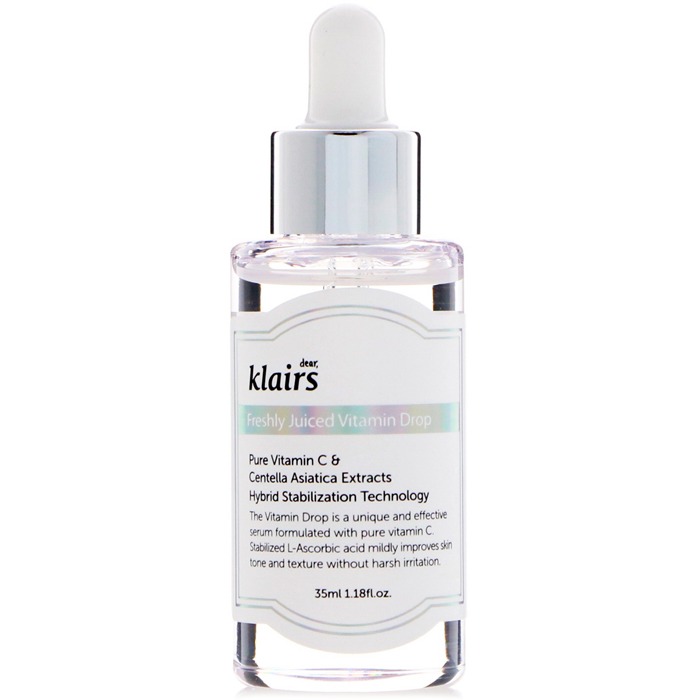 dear,
klairs
Freshly Juiced Vitamin Drop
Pure Vitamin C &
Centella Asiatica Extracts
Hybrid Stabilization Technology
The Vitamin Drop is a unique and effective
serum formulated with pure vitamin C.
Stabilized L-Ascorbic acid mildly improves skin
tone and texture without harsh irritation.
35ml 1.18fl.oz.